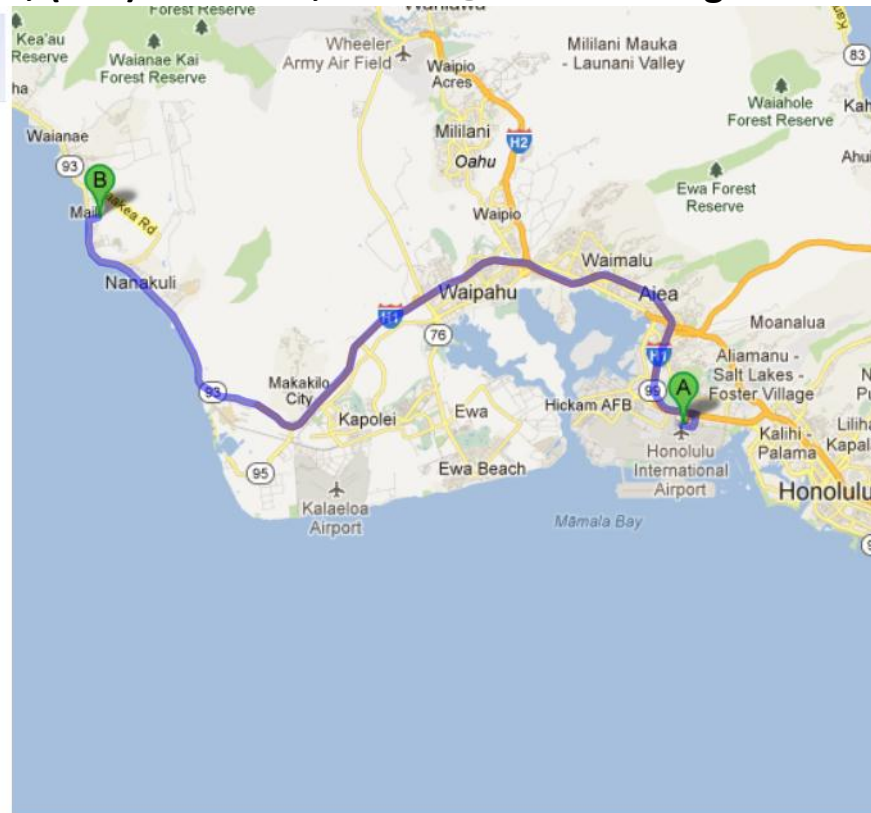 Forest Reserve
Kea'au
Reserve
Waianae Kai
Forest Reserve
Wheeler
Army Air Field
Waipio
Acres
Mililani Mauka
- Launani Valley
83
Waiahole
Forest Reserve
Waianae
93
Mililani
Oahu
H2
Ewa Forest
Reserve
B
Nanakuli
Waipio
Waimalu
Waipahu
Aiea
H1
76
Moanalua
H1
Aliamanu -
Salt Lakes -
Foster Village
93
Makakilo
City
Kapolei
Ewa
Hickam AFB
99
A
Kalihi -
Palama
95
Ewa Beach
Honolulu
International
Airport
Honolulu
Kalaeloa
Airport
Māmala Bay